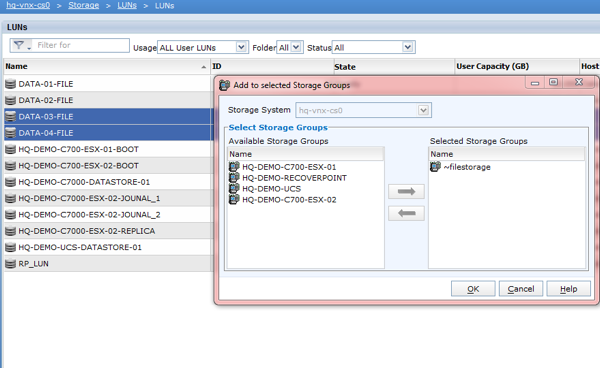 hq-vnx-cs0 > Storage > LUNs > LUNs
LUNs
Filter for Usage ALL User LUNs Folder All Status All
Name ID State User Capacity (GB) Host
DATA-01-FILE
DATA-02-FILE
DATA-03-FILE
DATA-04-FILE
HQ-DEMO-C700-ESX-01-BOOT
HQ-DEMO-C700-ESX-02-BOOT
HQ-DEMO-C7000-DATASTORE-01
HQ-DEMO-C7000-ESX-02-JOUNAL_1
HQ-DEMO-C7000-ESX-02-JOUNAL_2
HQ-DEMO-C7000-ESX-02-REPLICA
HQ-DEMO-UCS-DATASTORE-01
RP_LUN
Add to selected Storage Groups
Storage System hq-vnx-cs0
Select Storage Groups
Available Storage Groups
Name
HQ-DEMO-C700-ESX-01
HQ-DEMO-RECOVERPOINT
HQ-DEMO-UCS
HQ-DEMO-C700-ESX-02
Selected Storage Groups
Name
~filestorage
OK Cancel Help